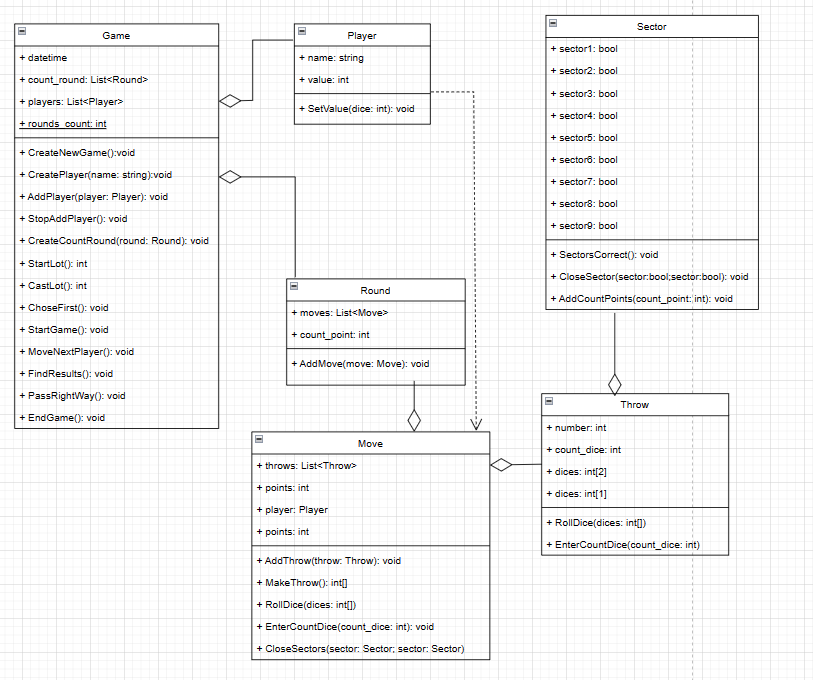 Game
+ datetime
+ count_round: List<Round>
+ players: List<Player>
+ rounds_count: int
+ CreateNewGame():void
+ CreatePlayer(name: string):void
+ AddPlayer(player: Player): void
+ StopAddPlayer(): void
+ CreateCountRound(round: Round): void
+ StartLot(): int
+ CastLot(): int
+ ChoseFirst(): void
+ StartGame(): void
+ MoveNextPlayer(): void
+ FindResults(): void
+ PassRightWay(): void
+ EndGame(): void
Player
+ name: string
+ value: int
+ SetValue(dice: int): void
Sector
+ sector1: bool
+ sector2: bool
+ sector3: bool
+ sector4: bool
+ sector5: bool
+ sector6: bool
+ sector7: bool
+ sector8: bool
+ sector9: bool
+ SectorsCorrect(): void
+ CloseSector(sector:bool;sector:bool): void
+ AddCountPoints(count_point: int): void
Round
+ moves: List<Move>
+ count_point: int
+ AddMove(move: Move): void
Move
+ throws: List<Throw>
+ points: int
+ player: Player
+ points: int
+ AddThrow(throw: Throw): void
+ MakeThrow(): int[]
+ RollDice(dices: int[])
+ EnterCountDice(count_dice: int): void
+ CloseSectors(sector: Sector; sector: Sector)
Throw
+ number: int
+ count_dice: int
+ dices: int[2]
+ dices: int[1]
+ RollDice(dices: int[])
+ EnterCountDice(count_dice: int)